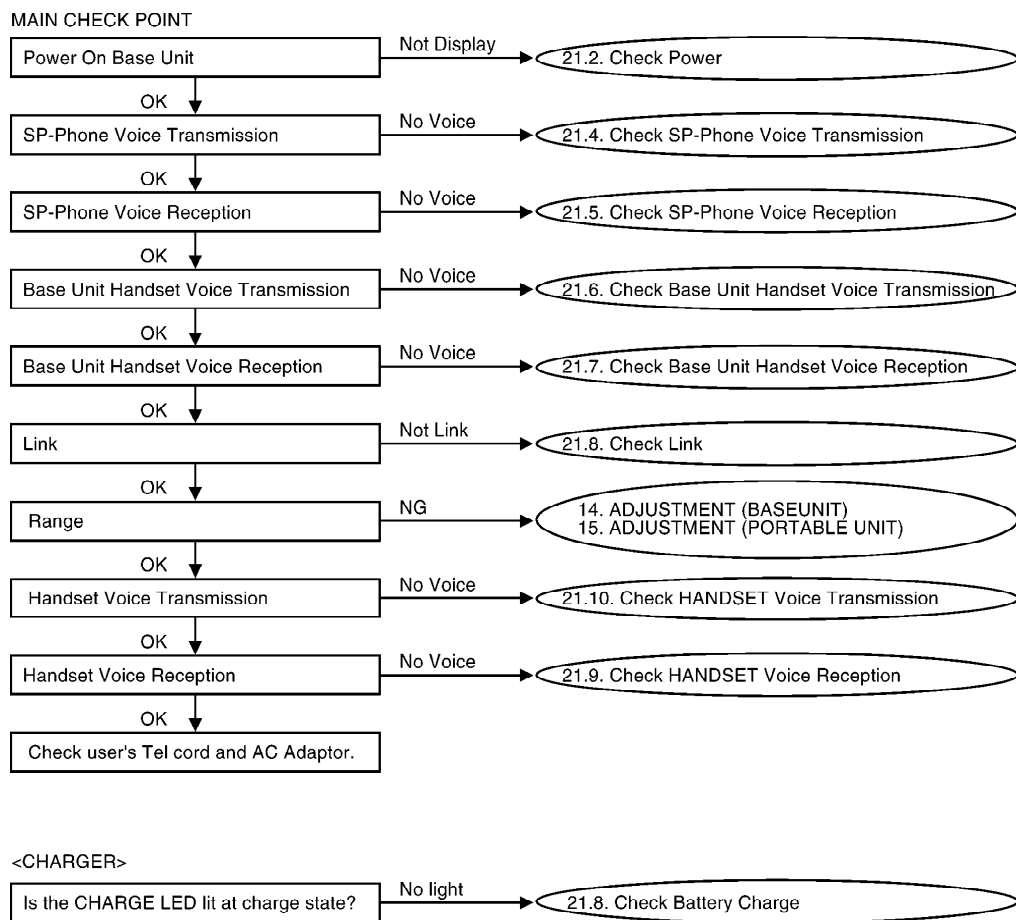 MAIN CHECK POINT
Power On Base Unit
Not Display
21.2. Check Power
OK
SP-Phone Voice Transmission
No Voice
21.4. Check SP-Phone Voice Transmission
OK
SP-Phone Voice Reception
No Voice
21.5. Check SP-Phone Voice Reception
OK
Base Unit Handset Voice Transmission
No Voice
21.6. Check Base Unit Handset Voice Transmission
OK
Base Unit Handset Voice Reception
No Voice
21.7. Check Base Unit Handset Voice Reception
OK
Link
Not Link
21.8. Check Link
OK
Range
NG
14. ADJUSTMENT (BASEUNIT)
15. ADJUSTMENT (PORTABLE UNIT)
OK
Handset Voice Transmission
No Voice
21.10. Check HANDSET Voice Transmission
OK
Handset Voice Reception
No Voice
21.9. Check HANDSET Voice Reception
OK
Check user's Tel cord and AC Adaptor.
<CHARGER>
Is the CHARGE LED lit at charge state?
No light
21.8. Check Battery Charge